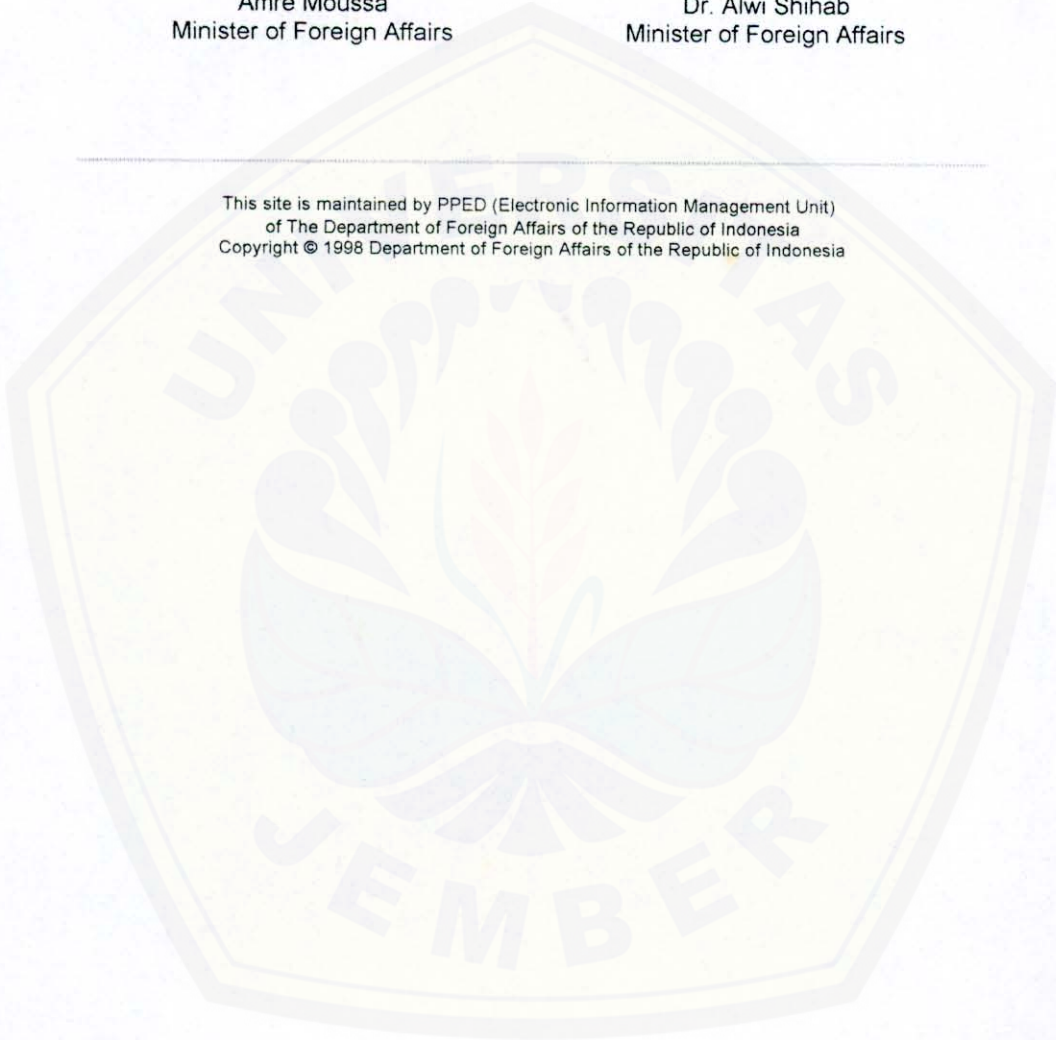 Amre Moussa
Minister of Foreign Affairs
Dr. Alwi Shihab
Minister of Foreign Affairs
This site is maintained by PPED (Electronic Information Management Unit)
of The Department of Foreign Affairs of the Republic of Indonesia
Copyright © 1998 Department of Foreign Affairs of the Republic of Indonesia
UNIVERSITAS
JEMBER